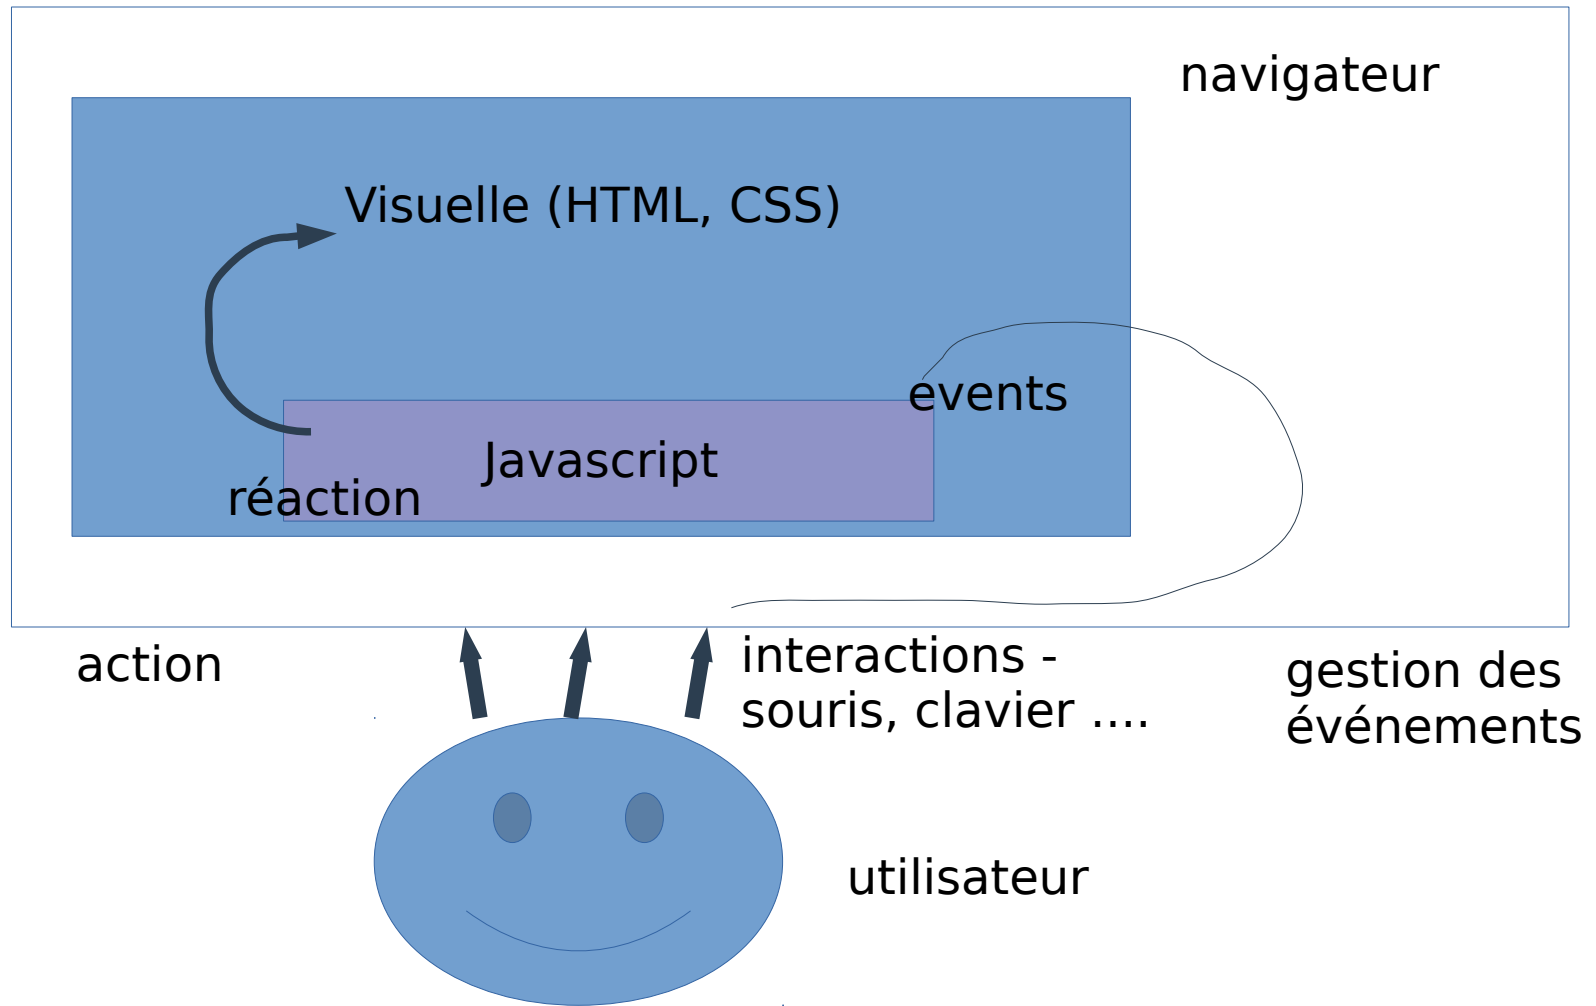 navigateur
Visuelle (HTML, CSS)
events
Javascript
réaction
action
interactions -
souris, clavier ....
gestion des
événements
utilisateur